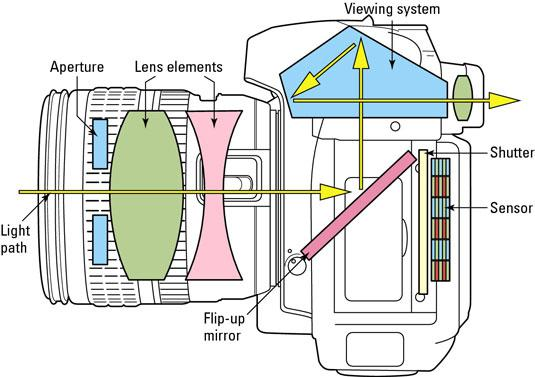 Viewing system
Aperture
Lens elements
Shutter
Sensor
Light
path
Flip-up
mirror